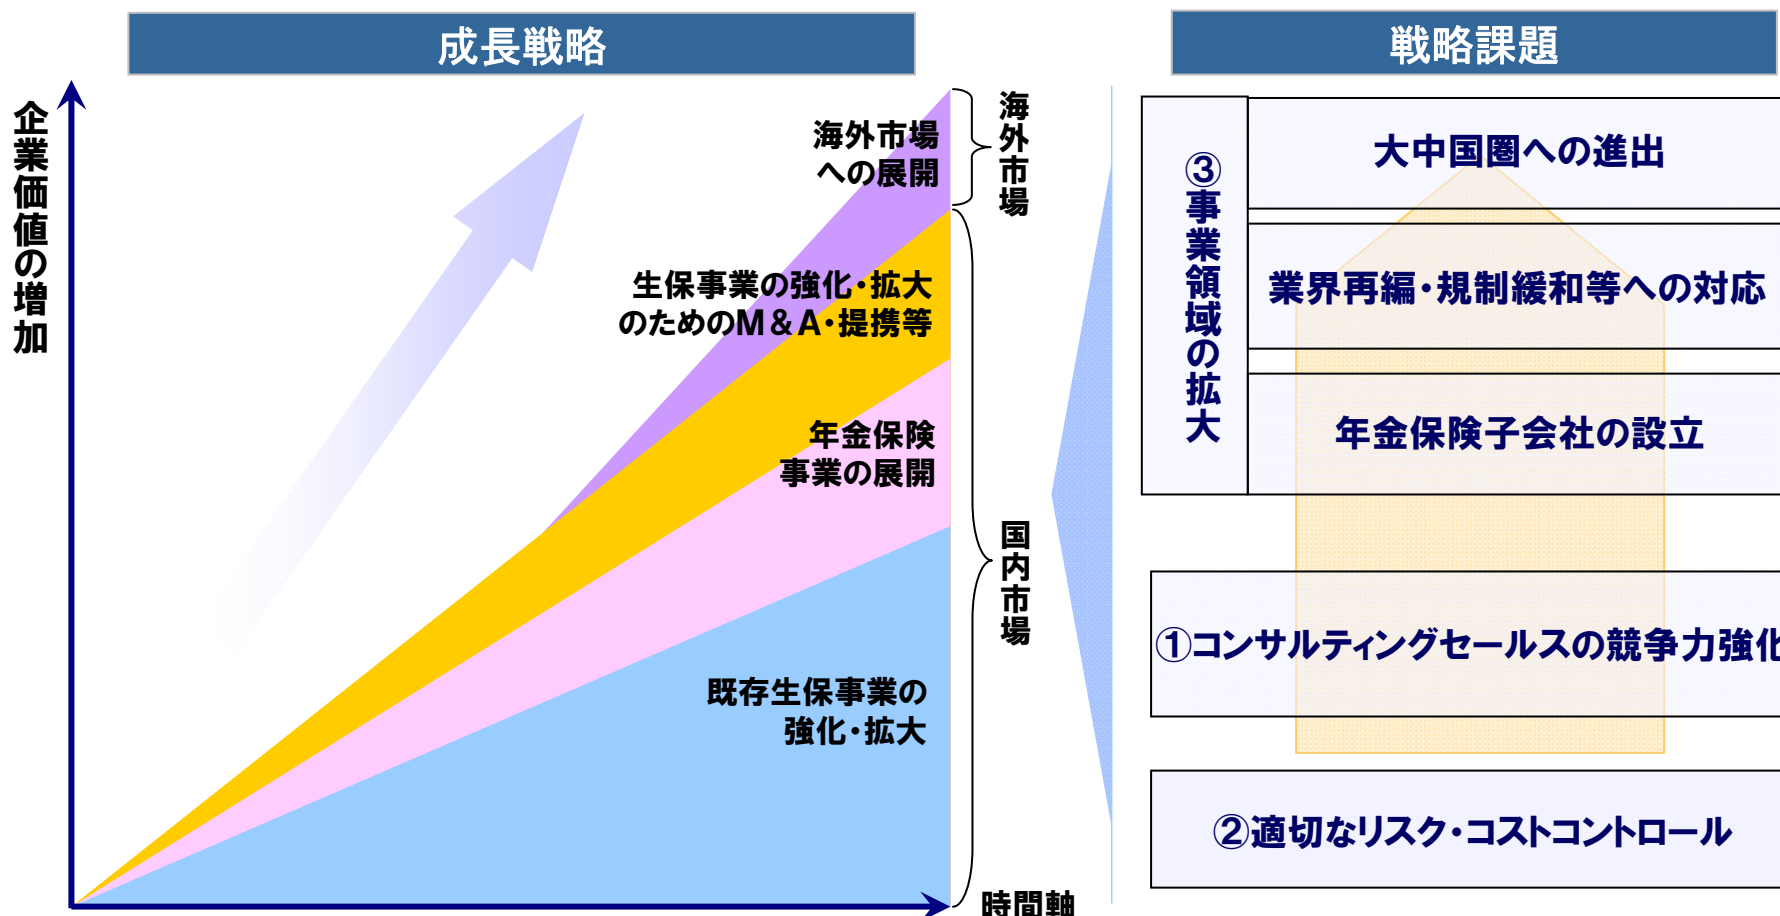 成長戦略
戦略課題
企業価値の増加
海外市場
への展開
海外市場
生保事業の強化・拡大
のためのM&A・提携等
年金保険
事業の展開
国内市場
既存生保事業の
強化・拡大
時間軸
③事業領域の拡大
大中国圏への進出
業界再編・規制緩和等への対応
年金保険子会社の設立
①コンサルティングセールスの競争力強化
②適切なリスク・コストコントロール